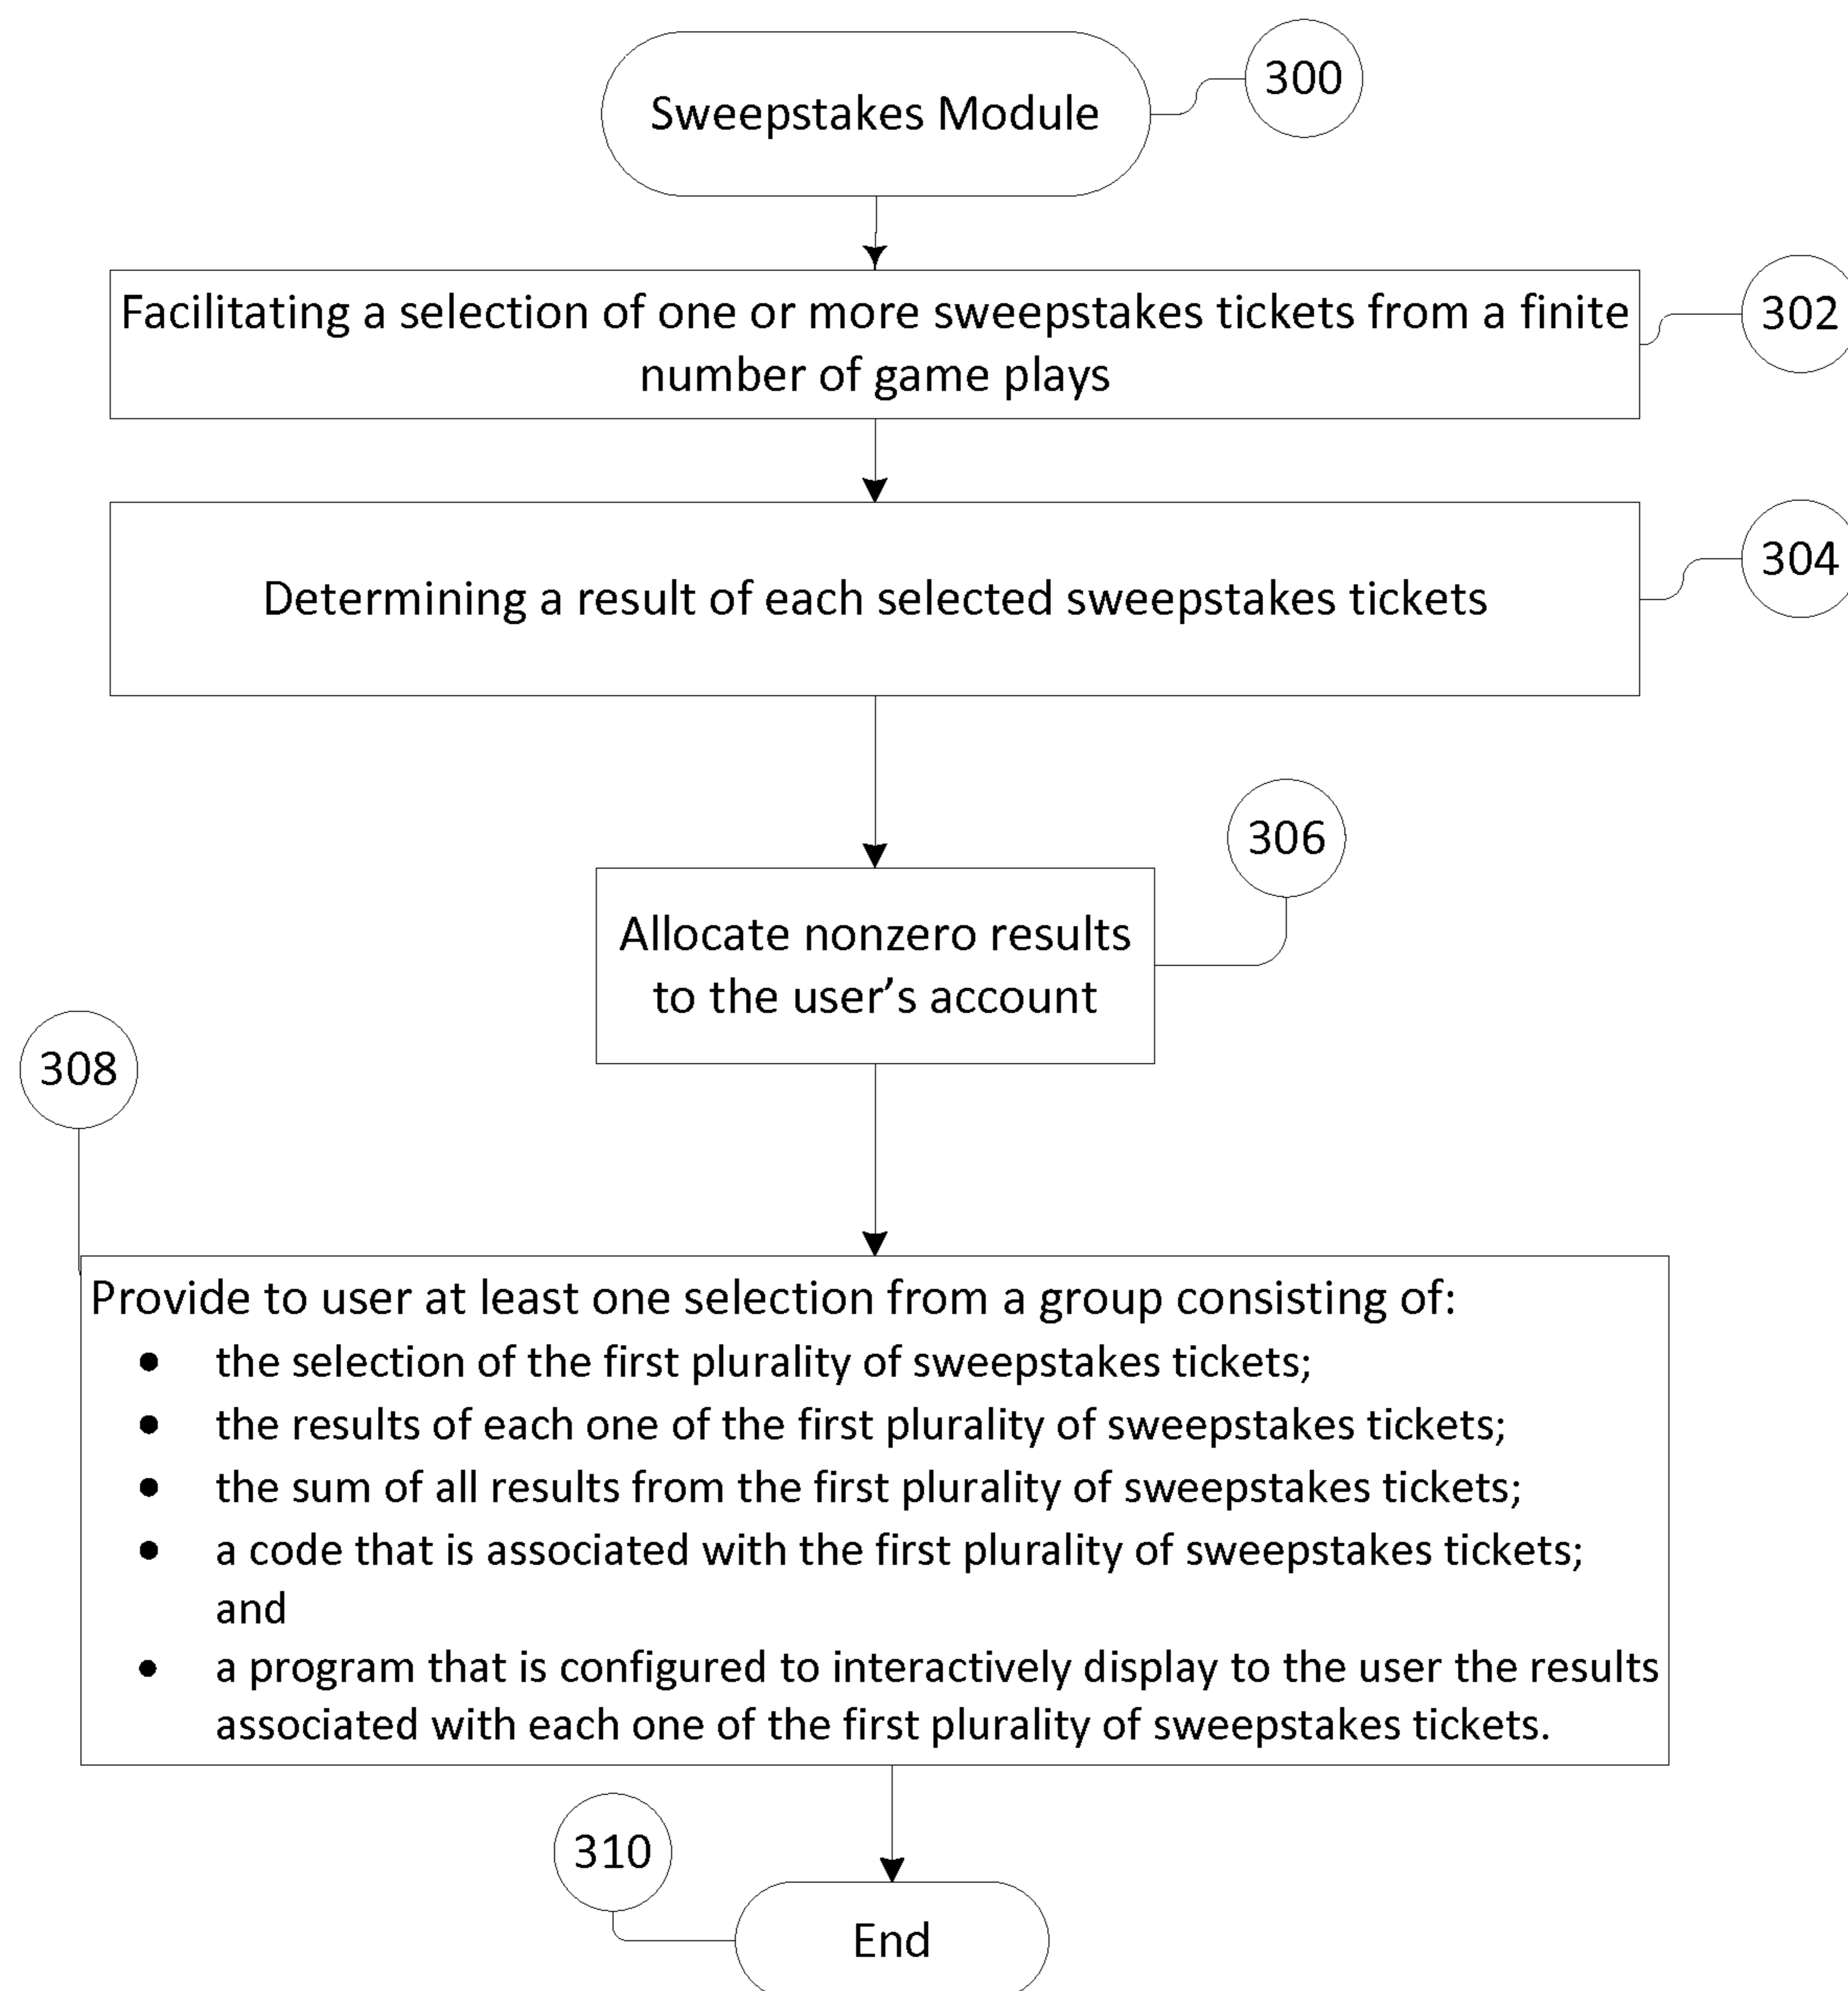 Sweepstakes Module
300
Facilitating a selection of one or more sweepstakes tickets from a finite
number of game plays
302
Determining a result of each selected sweepstakes tickets
304
306
Allocate nonzero results
to the user’s account
308
Provide to user at least one selection from a group consisting of:
● the selection of the first plurality of sweepstakes tickets;
● the results of each one of the first plurality of sweepstakes tickets;
● the sum of all results from the first plurality of sweepstakes tickets;
● a code that is associated with the first plurality of sweepstakes tickets;
and
● a program that is configured to interactively display to the user the results
associated with each one of the first plurality of sweepstakes tickets.
310
End